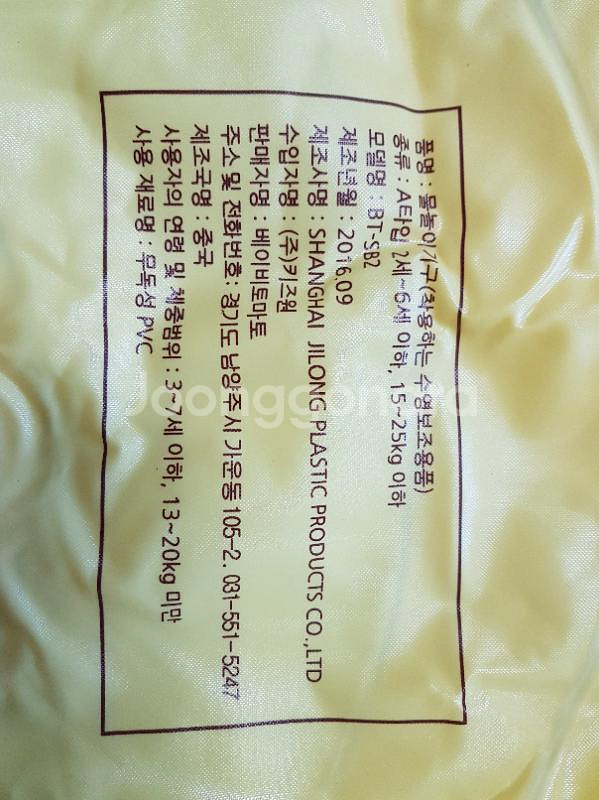 품명 : 물놀이기구(착용하는 수영보조용품)
종류 : A타입 2세~6세 이하, 15~25kg 이하
모델명 : BT-SB2
제조년월 : 2016.09
제조사명 : SHANGHAI JILONG PLASTIC PRODUCTS CO.,LTD
수입자명 : (주)키즈원
판매자명 : 베이비토마토
주소 및 전화번호: 경기도 남양주시 가운동 105-2. 031-551-5247
제조국명 : 중국
사용자의 연령 및 체중범위 : 3~7세 이하, 13~20kg 미만
사용 재료명 : 무독성 PVC
Joonggonara